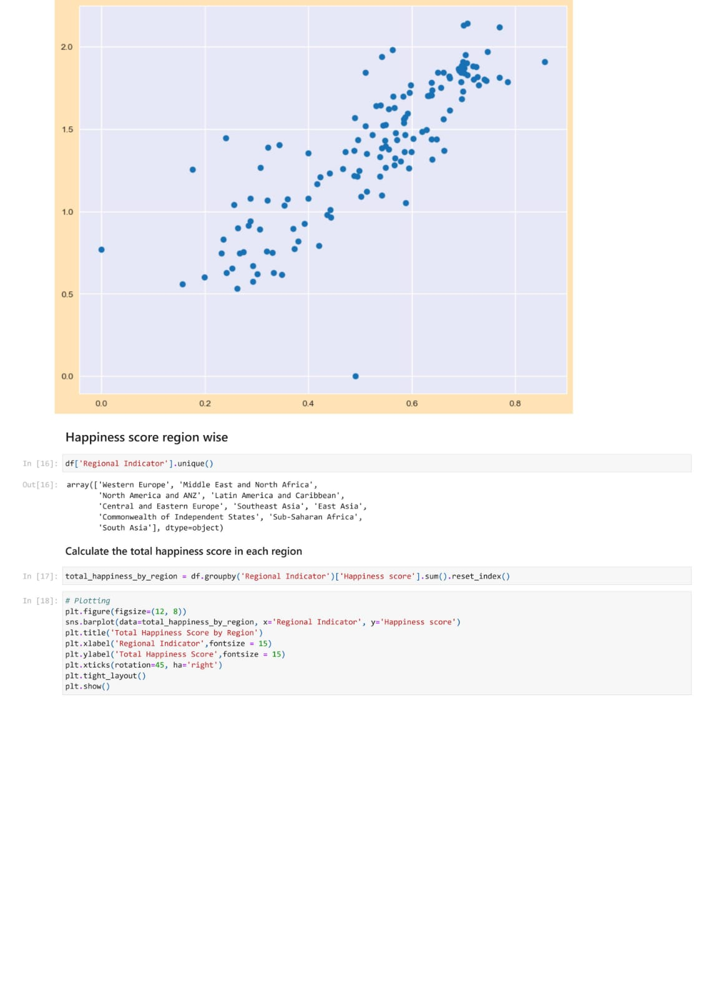 2.0
1.5
1.0
0.5
0.0
0.0 0.2 0.4 0.6 0.8
Happiness score region wise
In [16]: df['Regional Indicator'].unique()
Out[16]: array(['Western Europe', 'Middle East and North Africa',
'North America and ANZ', 'Latin America and Caribbean',
'Central and Eastern Europe', 'Southeast Asia', 'East Asia',
'Commonwealth of Independent States', 'Sub-Saharan Africa',
'South Asia'], dtype=object)
Calculate the total happiness score in each region
In [17]: total_happiness_by_region = df.groupby('Regional Indicator')['Happiness score'].sum().reset_index()
In [18]: # Plotting
plt.figure(figsize=(12, 8))
sns.barplot(data=total_happiness_by_region, x='Regional Indicator', y='Happiness score')
plt.title('Total Happiness Score by Region')
plt.xlabel('Regional Indicator',fontsize = 15)
plt.ylabel('Total Happiness Score',fontsize = 15)
plt.xticks(rotation=45, ha='right')
plt.tight_layout()
plt.show()